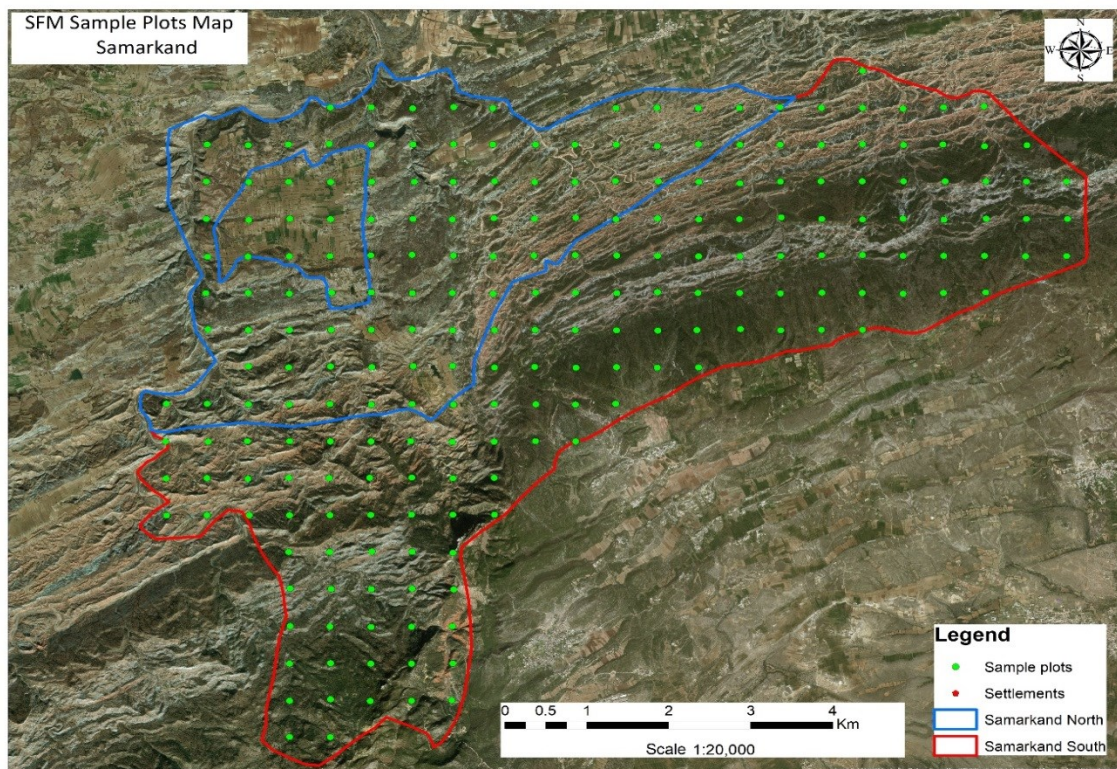 SFM Sample Plots Map
Samarkand
N
W E
S
Legend
Sample plots
Settlements
Samarkand North
Samarkand South
0 0.5 1 2 3 4
Km
Scale 1:20,000